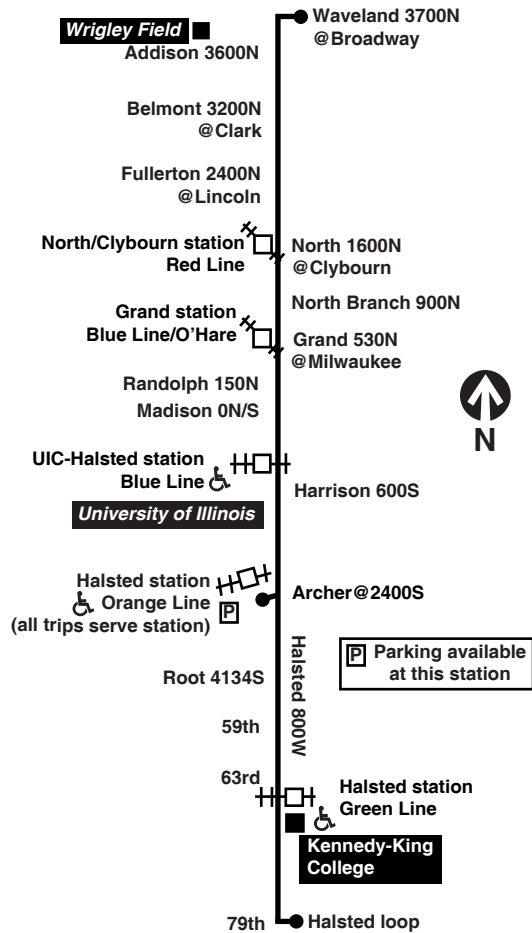 Waveland 3700N
@Broadway
Wrigley Field
Addison 3600N
Belmont 3200N
@Clark
Fullerton 2400N
@Lincoln
North/Clybourn station
Red Line
North 1600N
@Clybourn
North Branch 900N
Grand station
Blue Line/O'Hare
Grand 530N
@Milwaukee
Randolph 150N
Madison 0N/S
N
UIC-Halsted station
Blue Line
Harrison 600S
University of Illinois
Halsted station
Orange Line
(all trips serve station)
P
Archer@2400S
Halsted 800W
P Parking available
at this station
Root 4134S
59th
63rd
Halsted station
Green Line
Kennedy-King
College
79th
Halsted loop